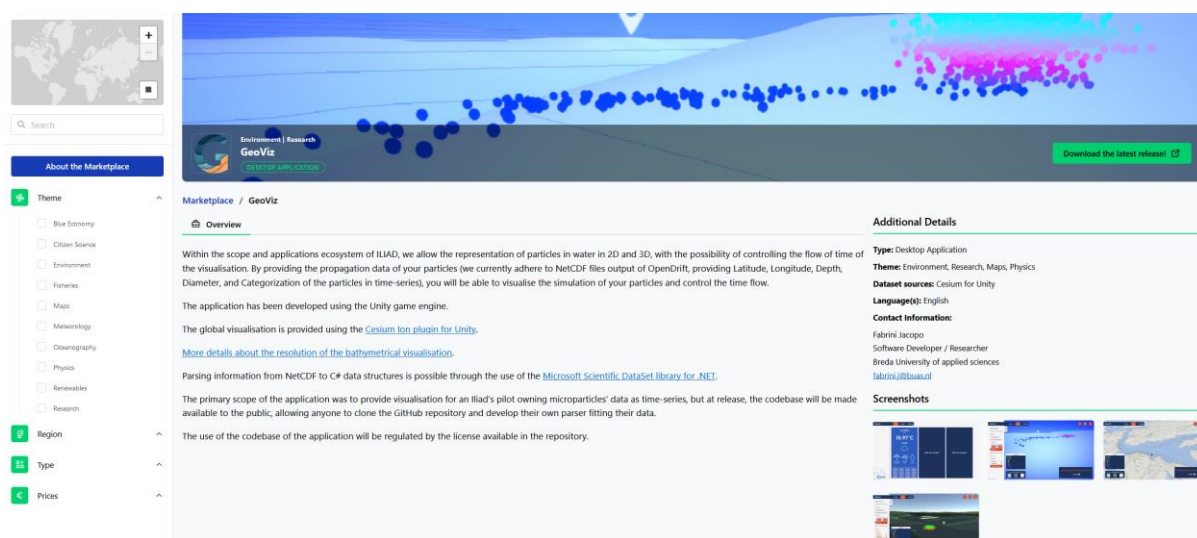 +
Search
About the Marketplace
Theme
Blue Economy
Citizen Science
Environment
Fisheries
Maps
Meteorology
Oceanography
Physics
Renewables
Research
Region
Type
Prices
Environment | Research
GeoViz
DESKTOP APPLICATION
Download the latest release!
Marketplace / GeoViz
Overview
Within the scope and applications ecosystem of ILIAD, we allow the representation of particles in water in 2D and 3D, with the possibility of controlling the flow of time of
the visualisation. By providing the propagation data of your particles (we currently adhere to NetCDF files output of OpenDrift, providing Latitude, Longitude, Depth,
Diameter, and Categorization of the particles in time-series), you will be able to visualise the simulation of your particles and control the time flow.
The application has been developed using the Unity game engine.
The global visualisation is provided using the Cesium Ion plugin for Unity.
More details about the resolution of the bathymetrical visualisation.
Parsing information from NetCDF to C# data structures is possible through the use of the Microsoft Scientific DataSet library for .NET.
The primary scope of the application was to provide visualisation for an Iliad's pilot owning microparticles' data as time-series, but at release, the codebase will be made
available to the public, allowing anyone to clone the GitHub repository and develop their own parser fitting their data.
The use of the codebase of the application will be regulated by the license available in the repository.
Additional Details
Type: Desktop Application
Theme: Environment, Research, Maps, Physics
Dataset sources: Cesium for Unity
Language(s): English
Contact Information:
Fabrini Jacopo
Software Developer / Researcher
Breda University of applied sciences
fabrini.j@buas.nl
Screenshots
18.97°C